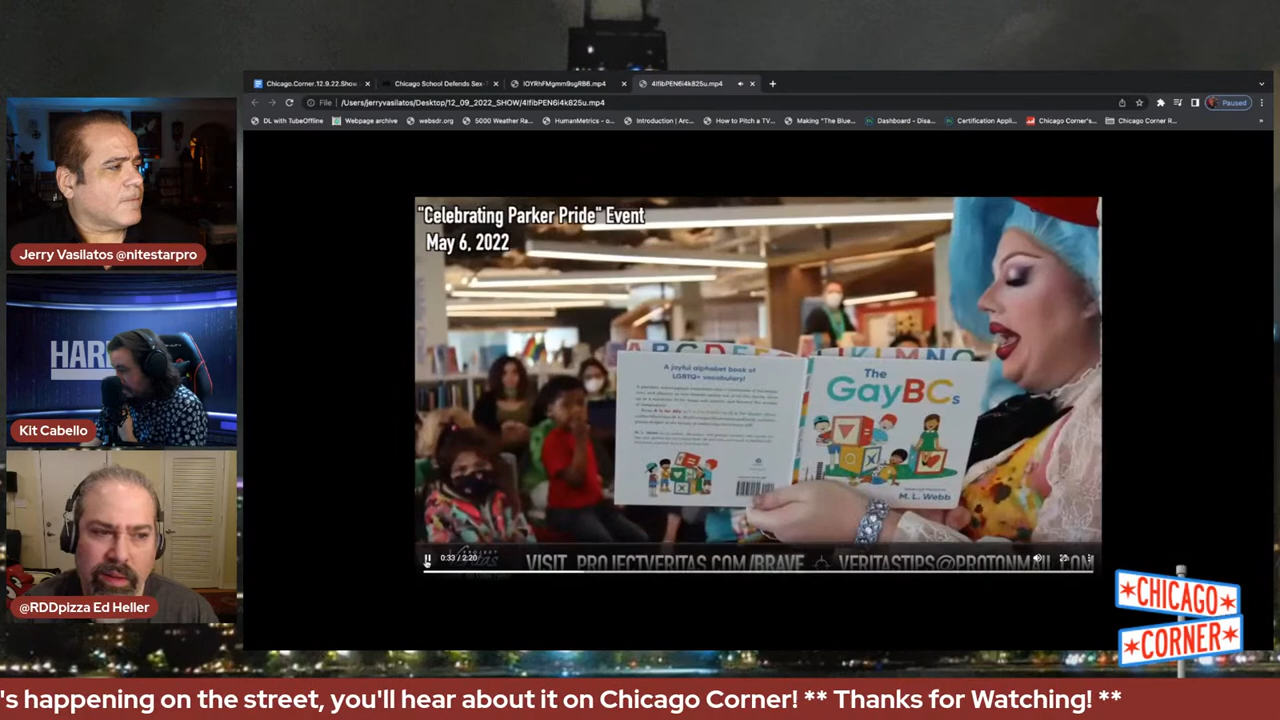 Chicago.Corner.12.9.22.Show
Chicago School Defends Sex-T
IOYRhFMgmm9sgRB6.mp4
4IfibPEN6i4k825u.mp4
File
/Users/jerryvasilatos/Desktop/12_09_2022_SHOW/4IfibPEN6i4k825u.mp4
Paused
DL with TubeOffline
Webpage archive
websdr.org
5000 Weather Ra...
HumanMetrics - o...
Introduction | Arc...
How to Pitch a TV...
Making "The Blue...
Dashboard - Disa...
Certification Appli...
Chicago Corner's...
Chicago Corner R...
"Celebrating Parker Pride" Event
May 6, 2022
Jerry Vasilatos @nitestarpro
Kit Cabello
@RDDpizza Ed Heller
A joyful alphabet book of
LGBTQ+ vocabulary!
The
GayBCs
M. L. Webb
0:33 / 2:20
VISIT PROJECTVERITAS.COM/BRAVE
VERITASTIPS@PROTONMAIL.COM
CHICAGO
CORNER
's happening on the street, you'll hear about it on Chicago Corner! ** Thanks for Watching! **